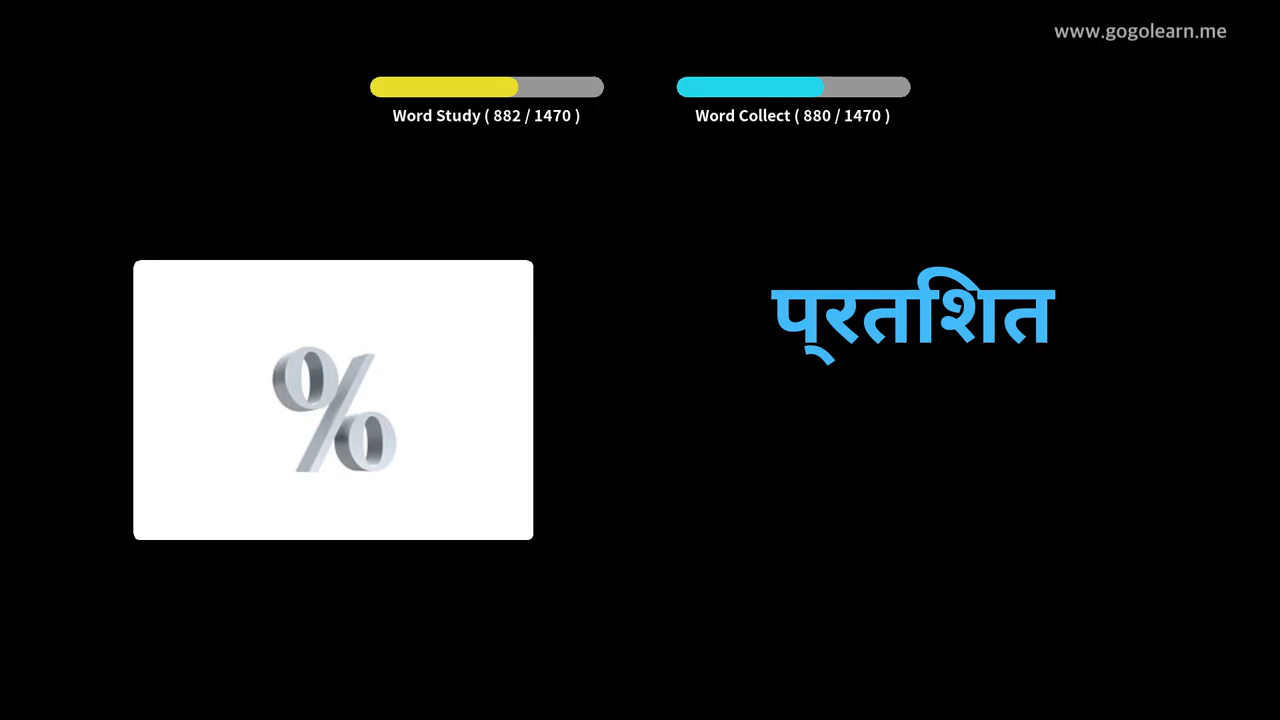 www.gogolearn.me
Word Study ( 882 / 1470 )
Word Collect ( 880 / 1470 )
%
प्रतिशत